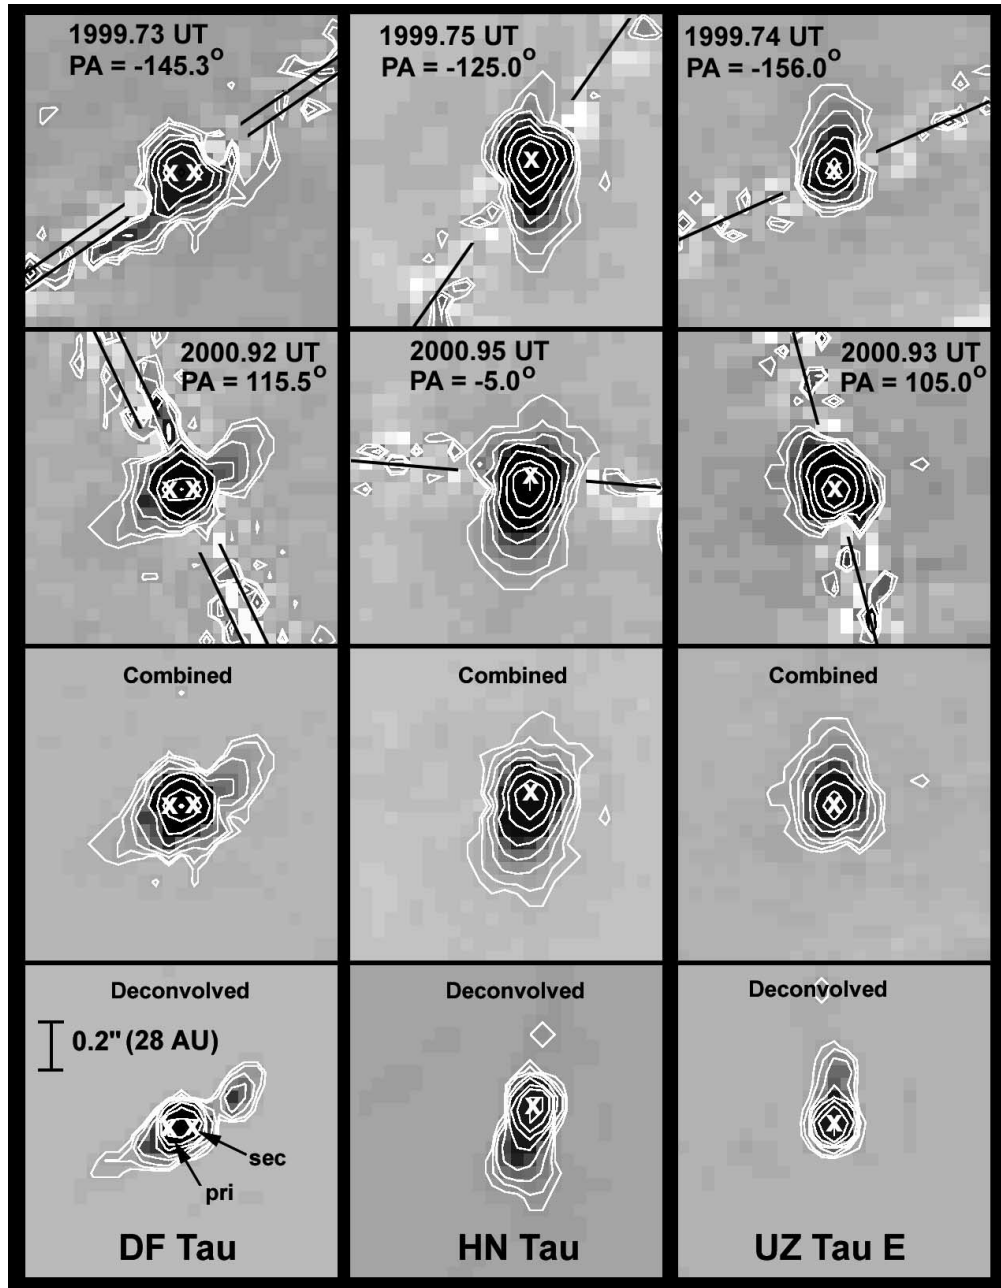 1999.73 UT
PA = -145.3°
1999.75 UT
PA = -125.0°
1999.74 UT
PA = -156.0°
X X
X
X
2000.92 UT
PA = 115.5°
2000.95 UT
PA = -5.0°
2000.93 UT
PA = 105.0°
X X
X
X
Combined
Combined
Combined
X X
X
X
Deconvolved
Deconvolved
Deconvolved
0.2" (28 AU)
X X
X
X
sec
pri
DF Tau
HN Tau
UZ Tau E